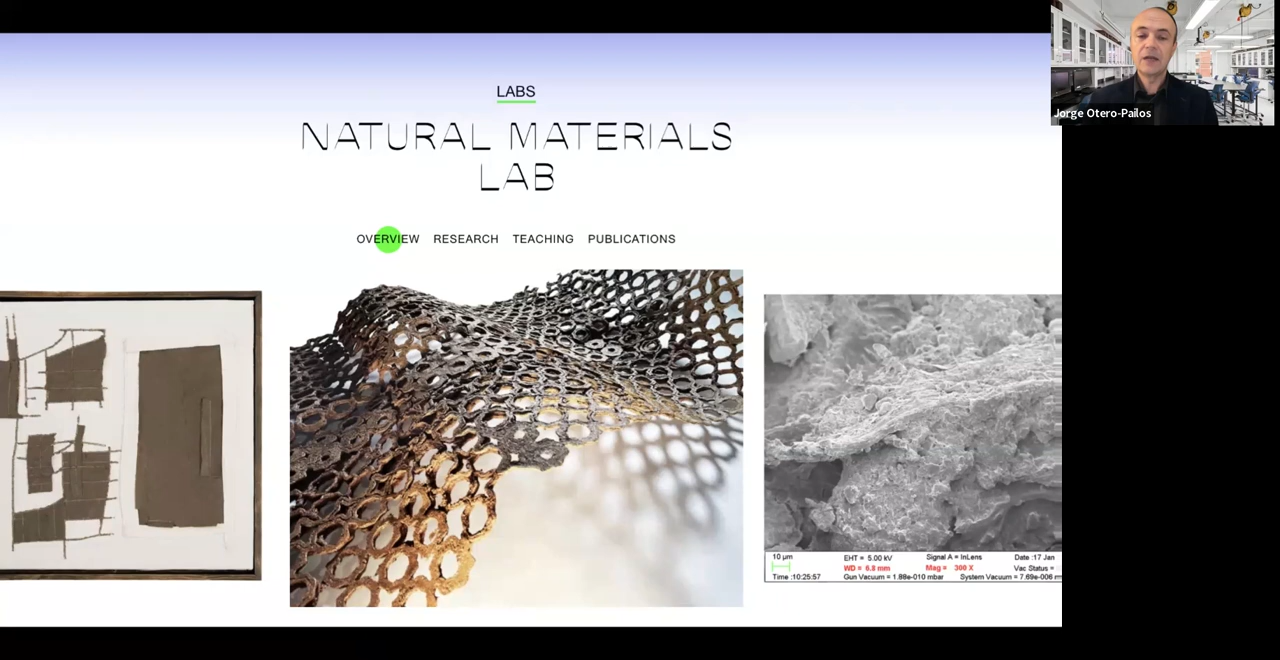 LABS
NATURAL MATERIALS
LAB
OVERVIEW RESEARCH TEACHING PUBLICATIONS
10 µm
EHT = 5.00 kV
Signal A = InLens
Date :17 Jan
WD = 6.8 mm
Mag = 300 X
Vac Status =
Time :10:25:57
Gun Vacuum = 1.88e-010 mbar
System Vacuum = 7.69e-006 m
Jorge Otero-Pailos